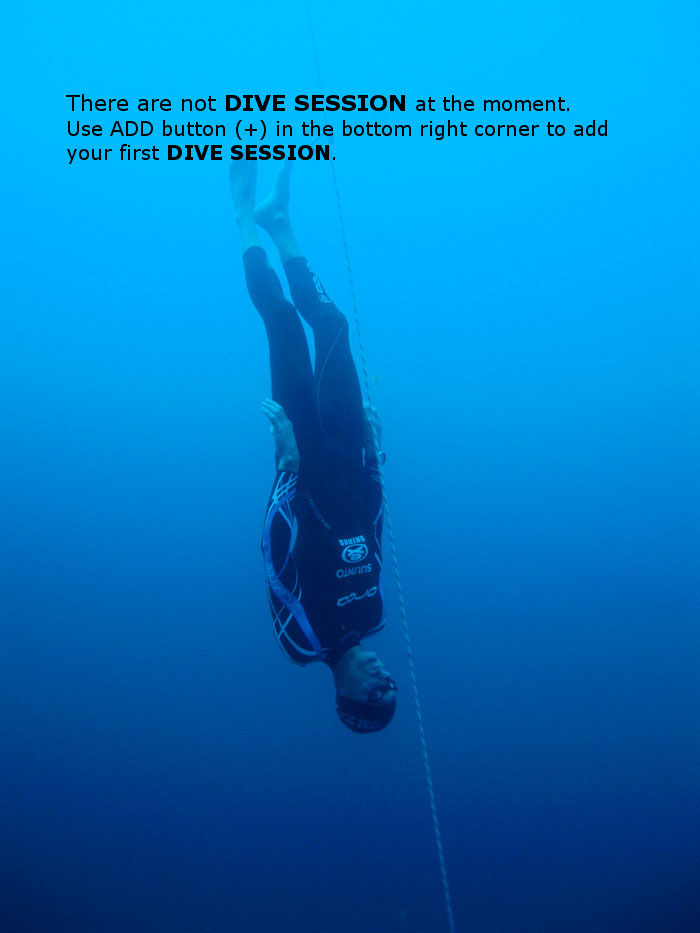 There are not DIVE SESSION at the moment.
Use ADD button (+) in the bottom right corner to add
your first DIVE SESSION.
SUUNTO
orca